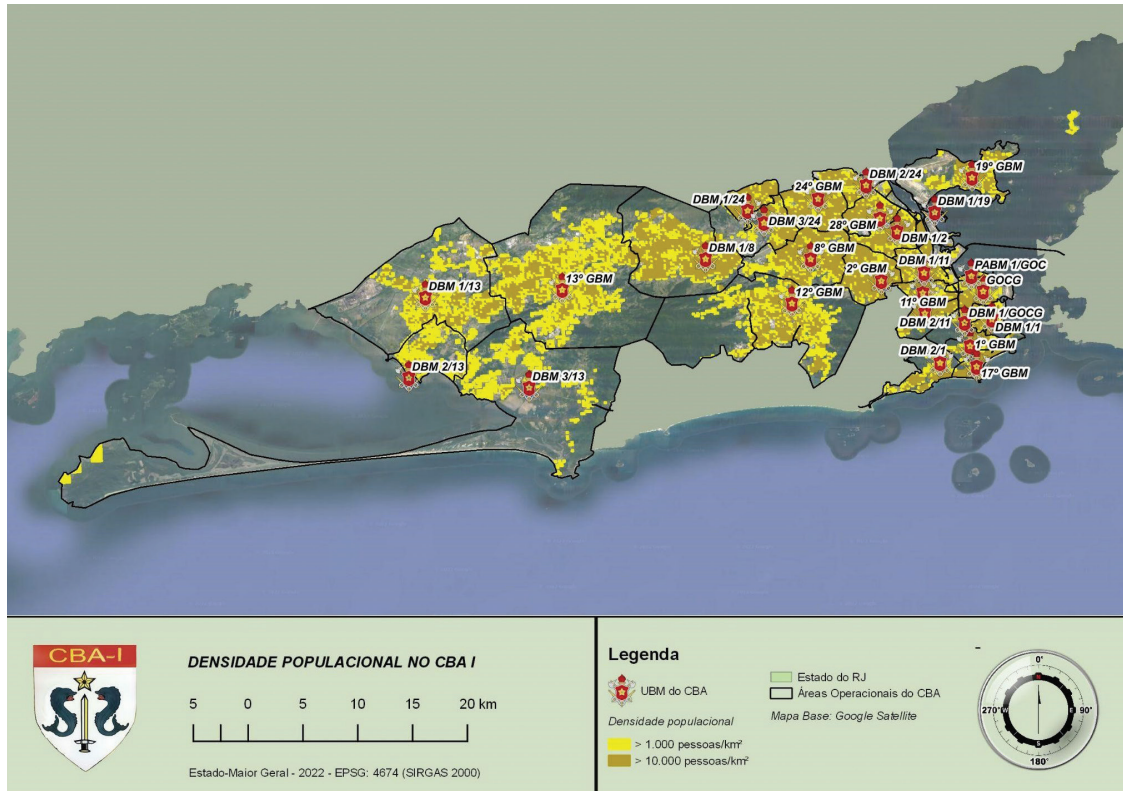 19º GBM
DBM 2/24
24º GBM
DBM 1/24
DBM 1/19
DBM 3/24
28º GBM
DBM 1/2
DBM 1/8
8º GBM
DBM 1/11
PABM 1/GOC
2º GBM
GOCG
13º GBM
DBM 1/13
12º GBM
11º GBM
DBM 1/GOCG
DBM 2/11
DBM 1/1
1º GBM
DBM 2/1
17º GBM
DBM 2/13
DBM 3/13
CBA-I
DENSIDADE POPULACIONAL NO CBA I
5 0 5 10 15 20 km
Estado-Maior Geral - 2022 - EPSG: 4674 (SIRGAS 2000)
Legenda
UBM do CBA
Densidade populacional
> 1.000 pessoas/km²
> 10.000 pessoas/km²
Estado do RJ
Áreas Operacionais do CBA
Mapa Base: Google Satellite
-
0°
N
270°
W
E
90°
S
180°